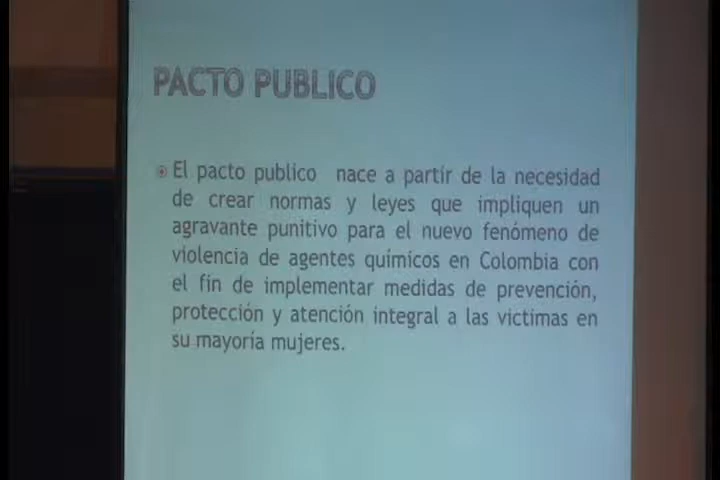 PACTO PUBLICO
El pacto publico nace a partir de la necesidad
de crear normas y leyes que impliquen un
agravante punitivo para el nuevo fenómeno de
violencia de agentes químicos en Colombia con
el fin de implementar medidas de prevención,
protección y atención integral a las victimas en
su mayoría mujeres.